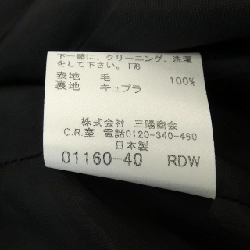 下一緒に、クリーニング、洗濯
をして下さい。
表地 毛 100%
裏地 キュプラ
株式会社 三陽商会
C.R.室 電話0120-340-460
日本製
01160-40 RDW